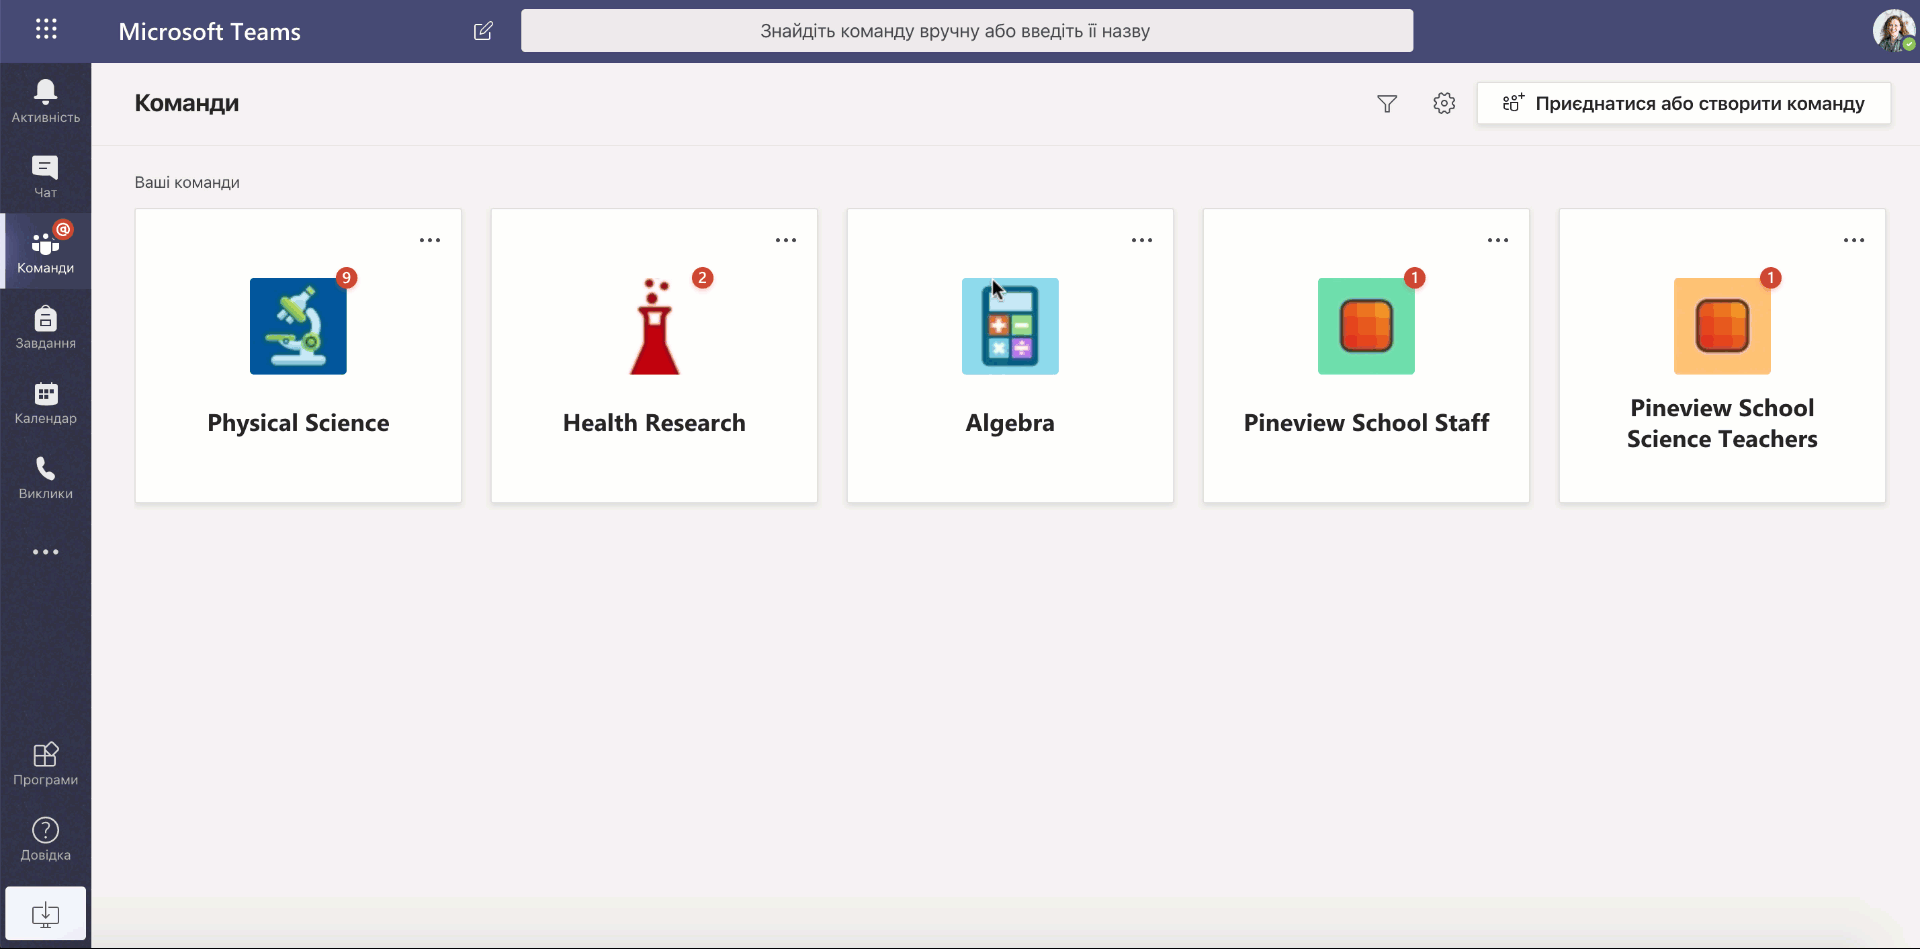 Microsoft Teams
Знайдіть команду вручну або введіть її назву
Активність
Чат
@
Команди
Завдання
Календар
Виклики
Програми
Довідка
Команди
Приєднатися або створити команду
Ваші команди
9
Physical Science
2
Health Research
Algebra
1
Pineview School Staff
1
Pineview School
Science Teachers